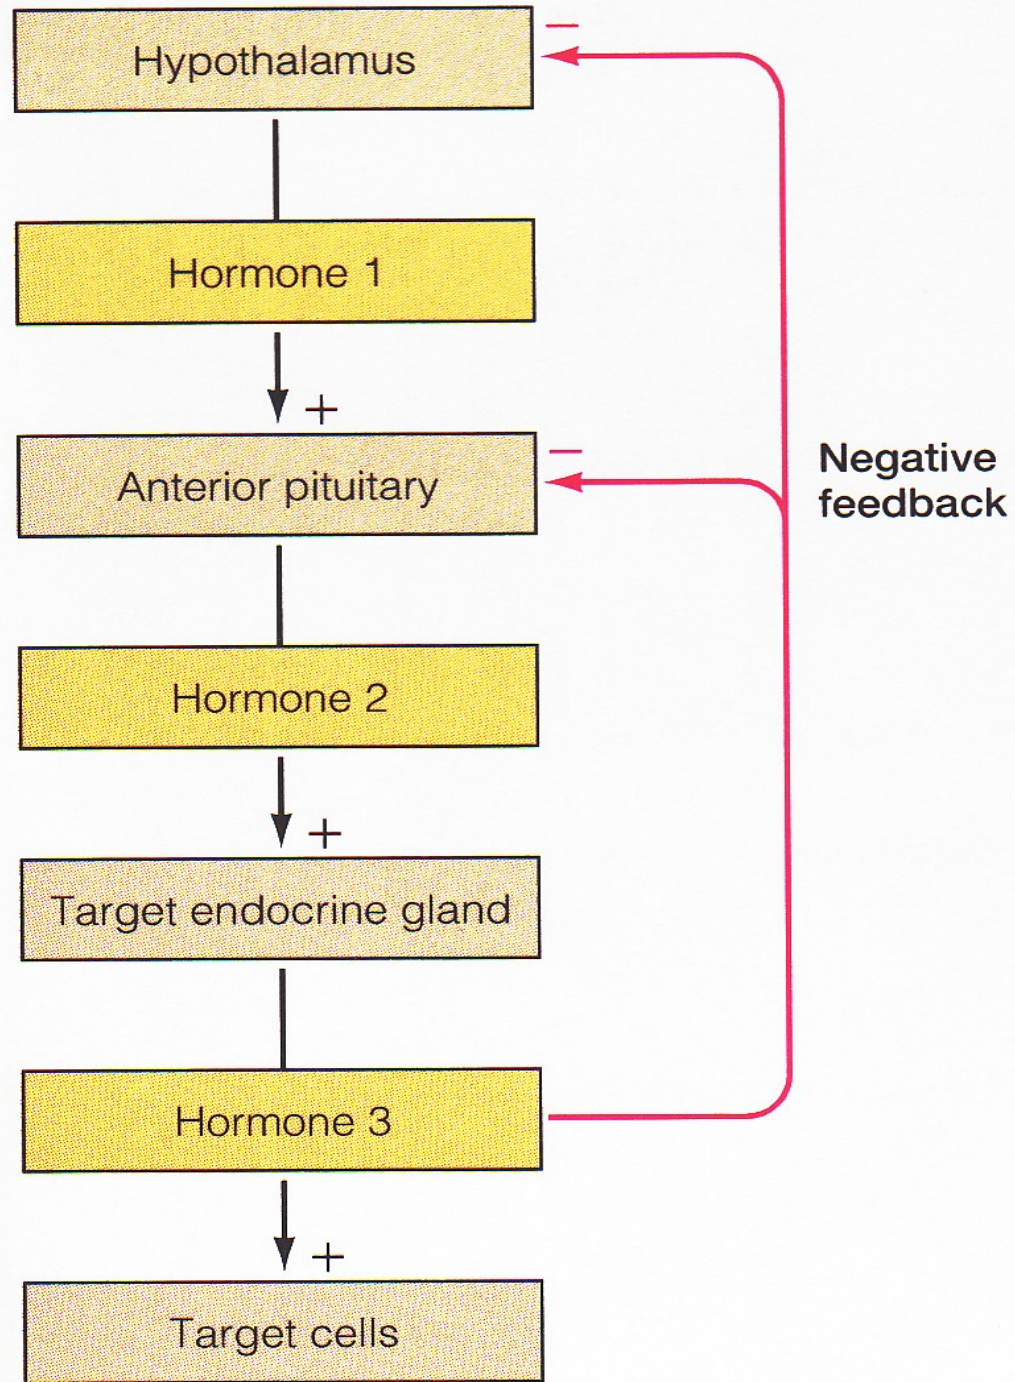 −
Hypothalamus
Hormone 1
+
−
Anterior pituitary
Negative
feedback
Hormone 2
+
Target endocrine gland
Hormone 3
+
Target cells